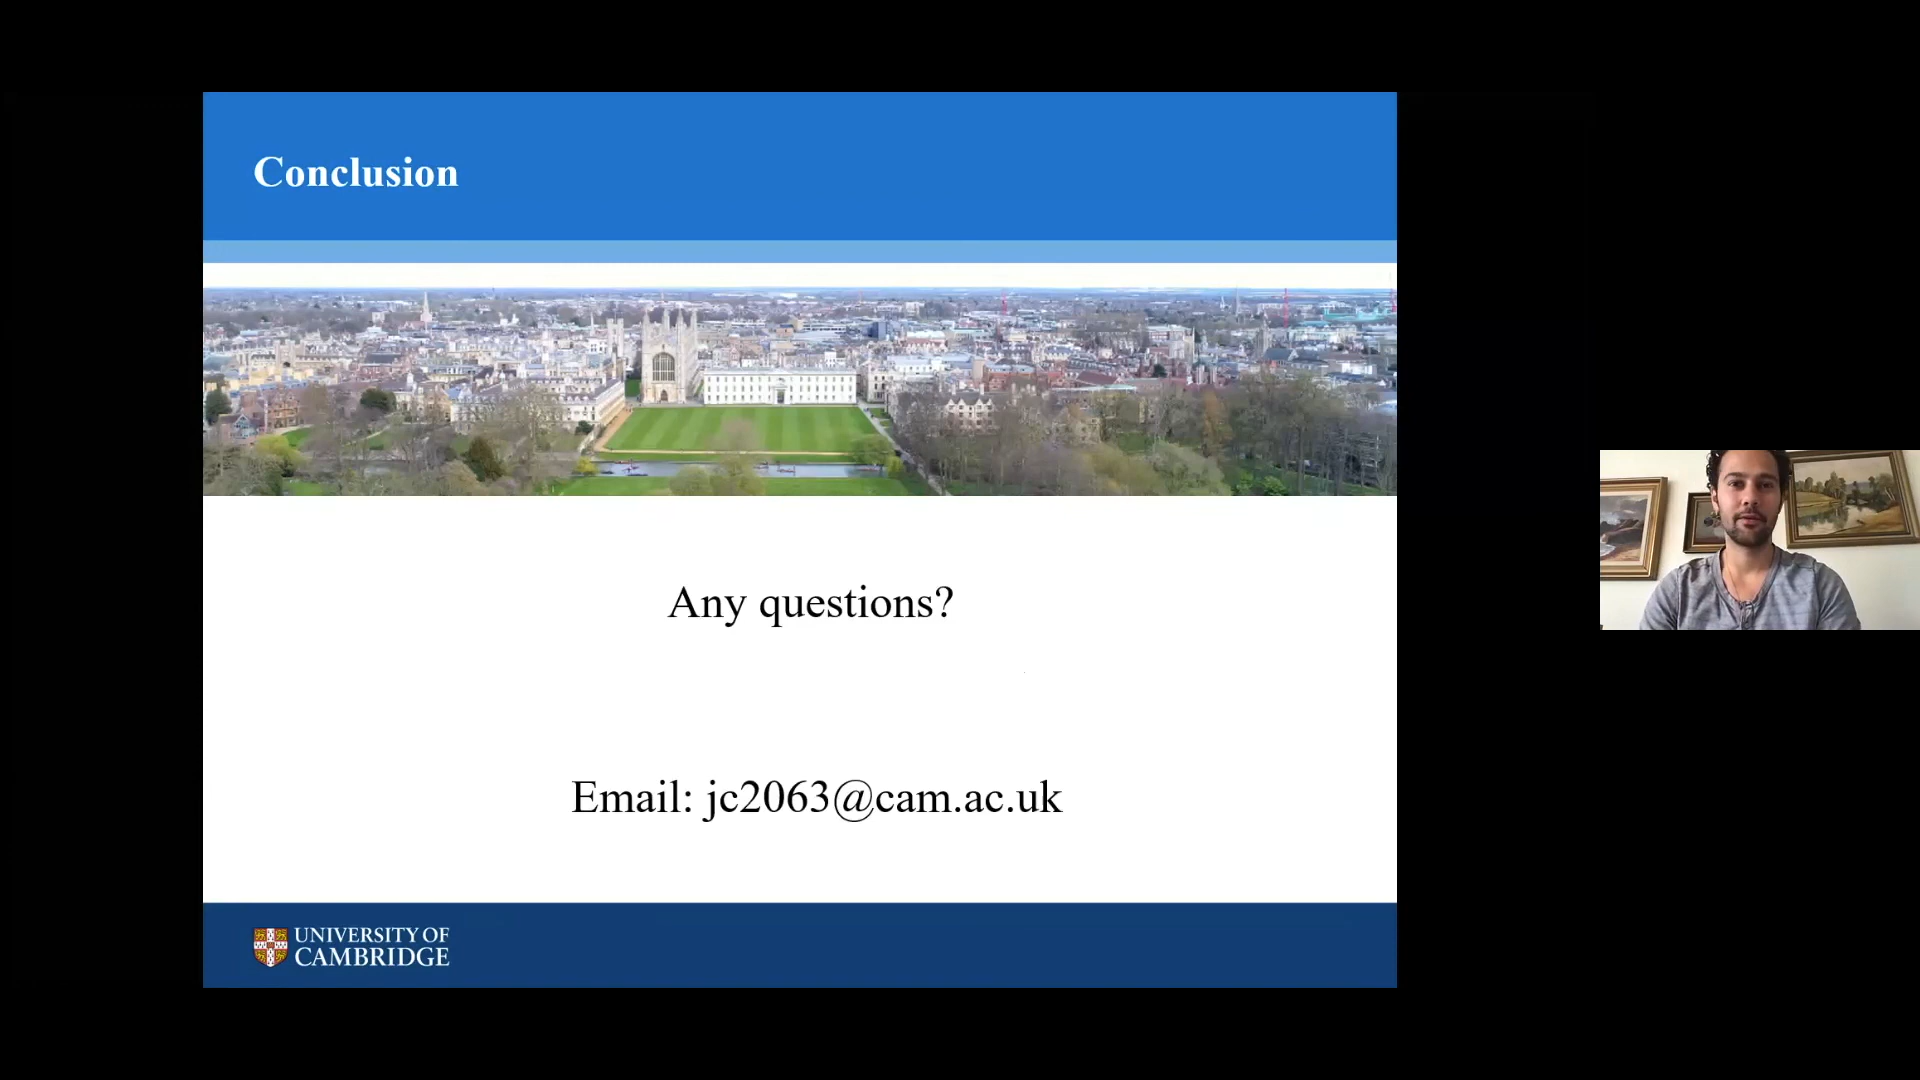 Conclusion
Any questions?
Email: jc2063@cam.ac.uk
UNIVERSITY OF
CAMBRIDGE